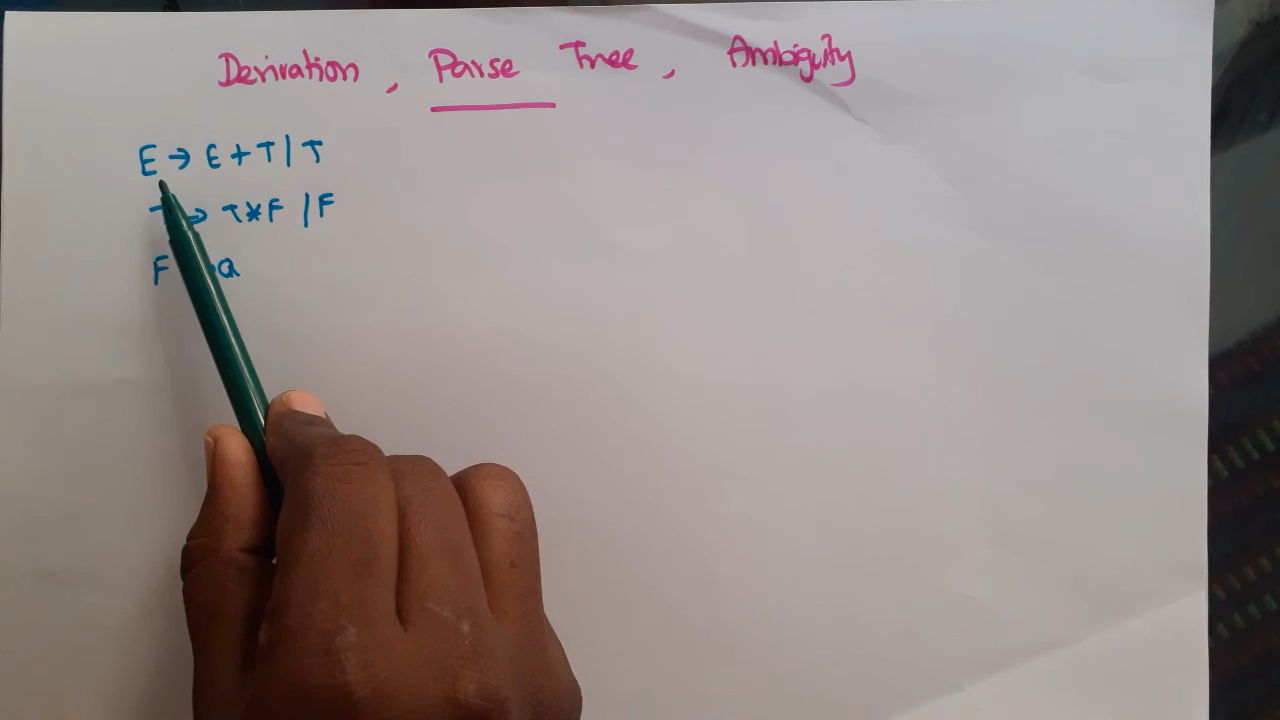 Derivation, Parse Tree, Ambiguity
E → E + T | T
T → T * F | F
F → a